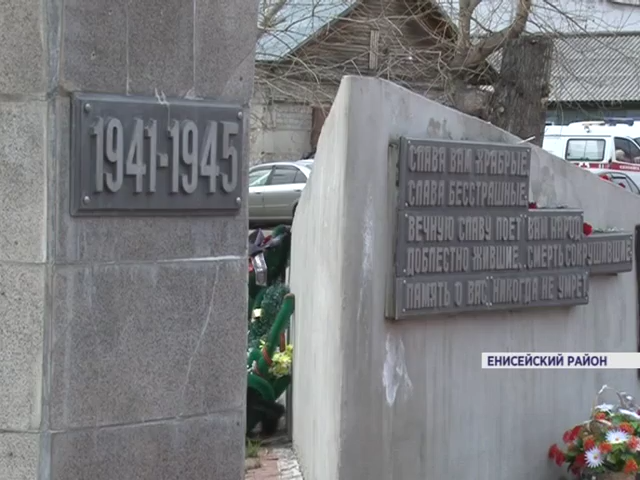 1941-1945
СЛАВА ВАМ ХРАБРЫЕ
СЛАВА БЕССТРАШНЫЕ
ВЕЧНУЮ СЛАВУ ПОЕТ ВАМ НАРОД
ДОБЛЕСТНО ЖИВШИЕ, СМЕРТЬ СОКРУШИВШИЕ
ПАМЯТЬ О ВАС НИКОГДА НЕ УМРЕТ
ЕНИСЕЙСКИЙ РАЙОН